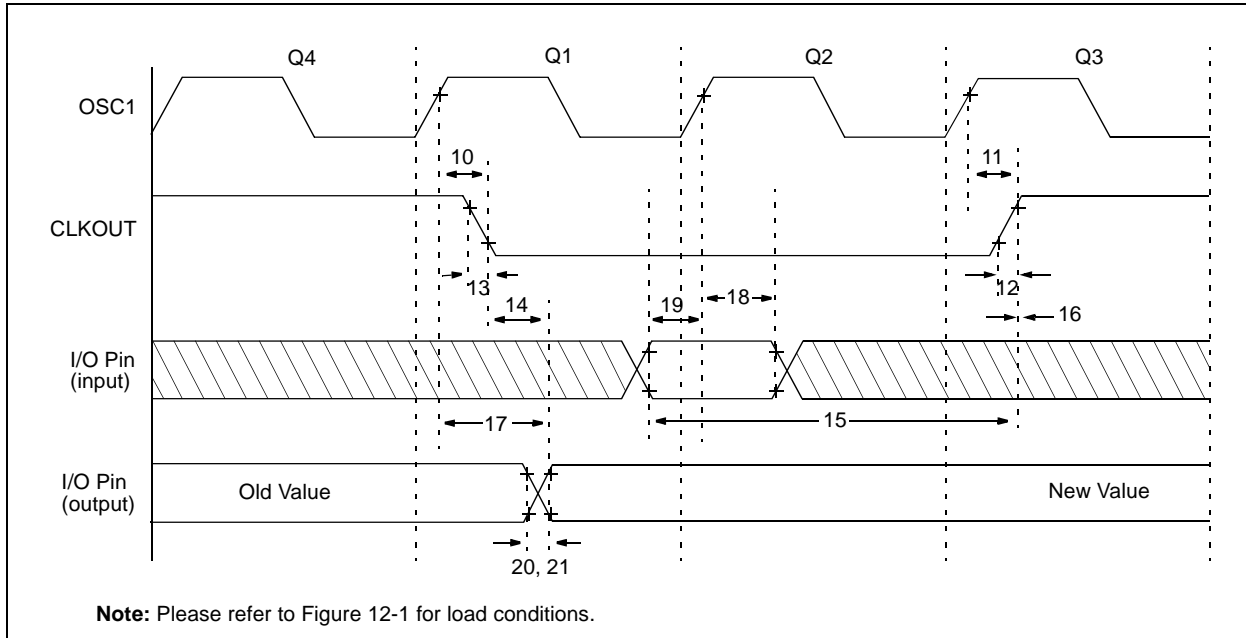 Q4 Q1 Q2 Q3
OSC1
10 11
CLKOUT
13 12
14 19 18 16
I/O Pin
(input)
17 15
I/O Pin
(output)
Old Value New Value
20, 21
Note: Please refer to Figure 12-1 for load conditions.